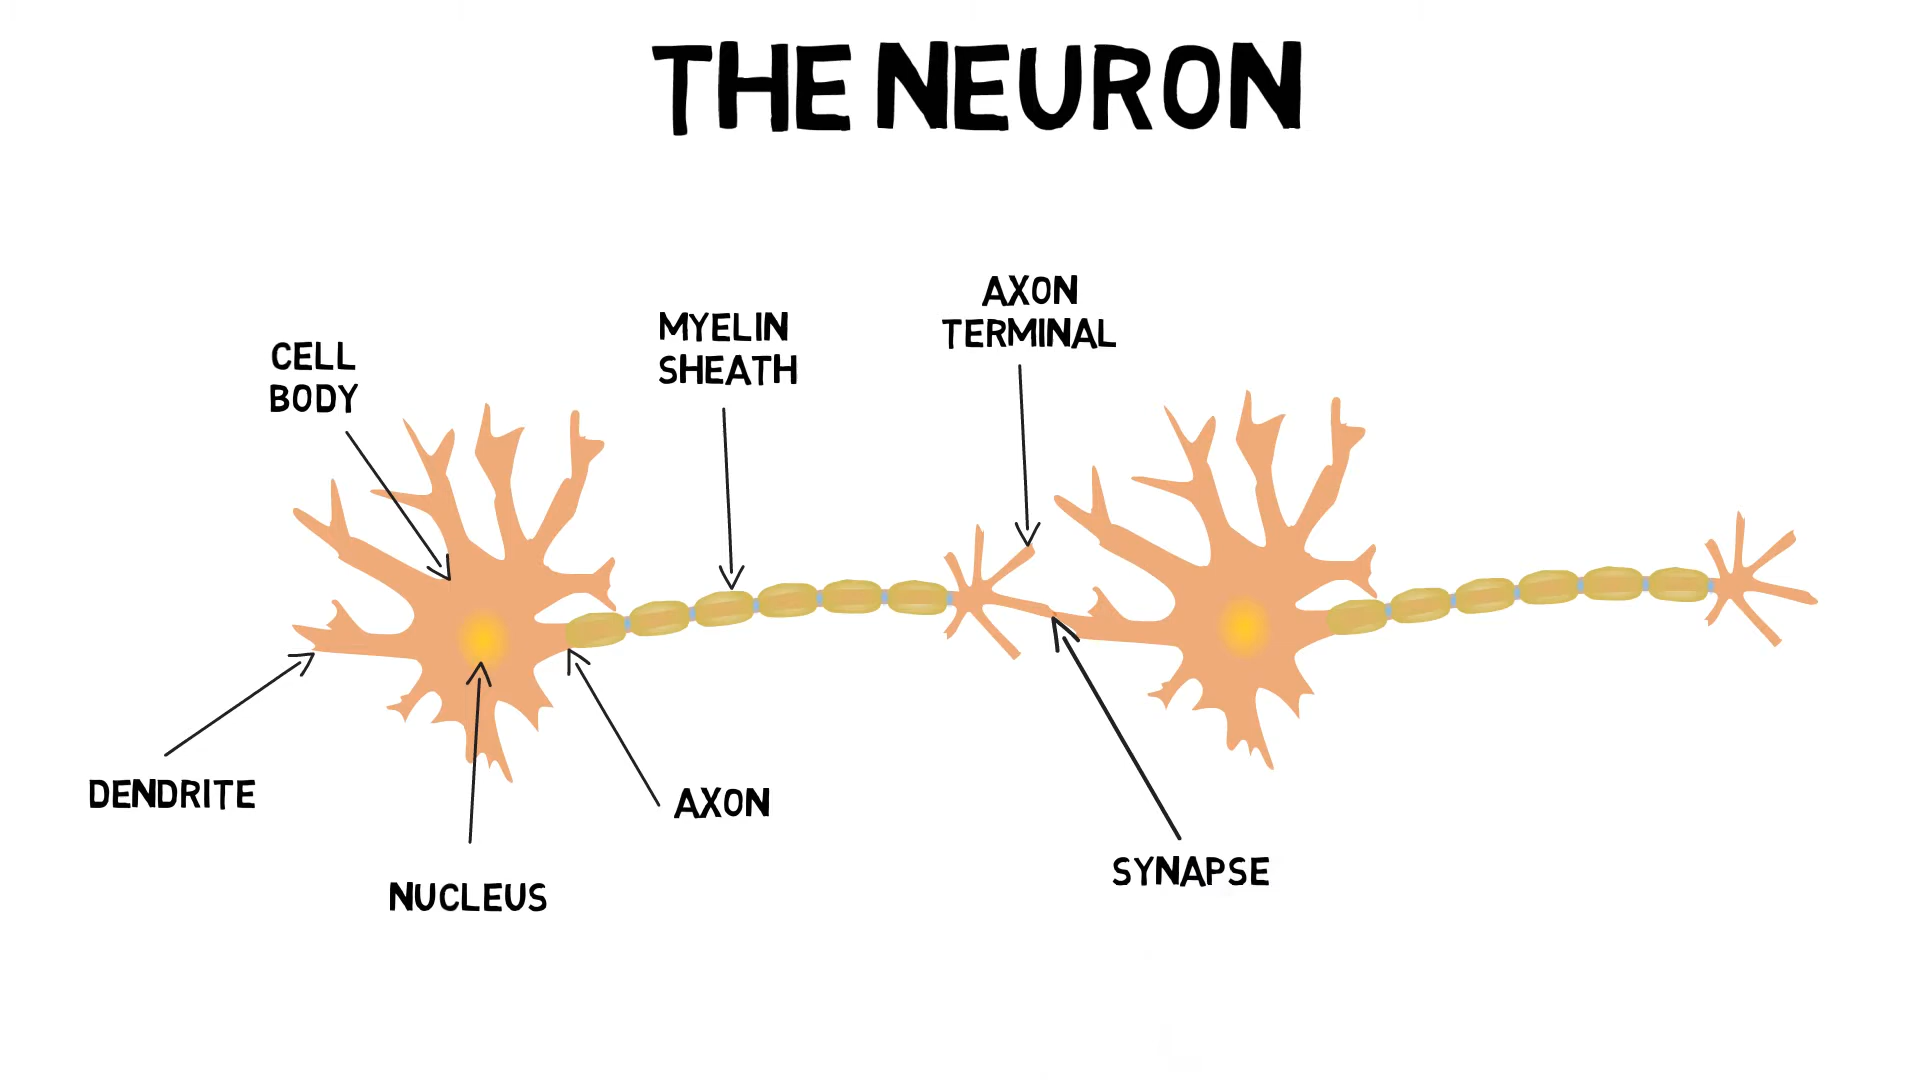 THE NEURON
AXON
TERMINAL
MYELIN
SHEATH
CELL
BODY
DENDRITE
AXON
SYNAPSE
NUCLEUS